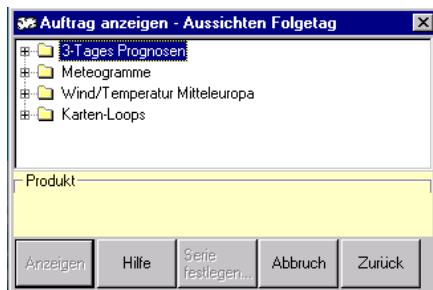 Auftrag anzeigen - Aussichten Folgetag
3-Tages Prognosen
Meteogramme
Wind/Temperatur Mitteleuropa
Karten-Loops
Produkt
Anzeigen
Hilfe
Serie
festlegen...
Abbruch
Zurück